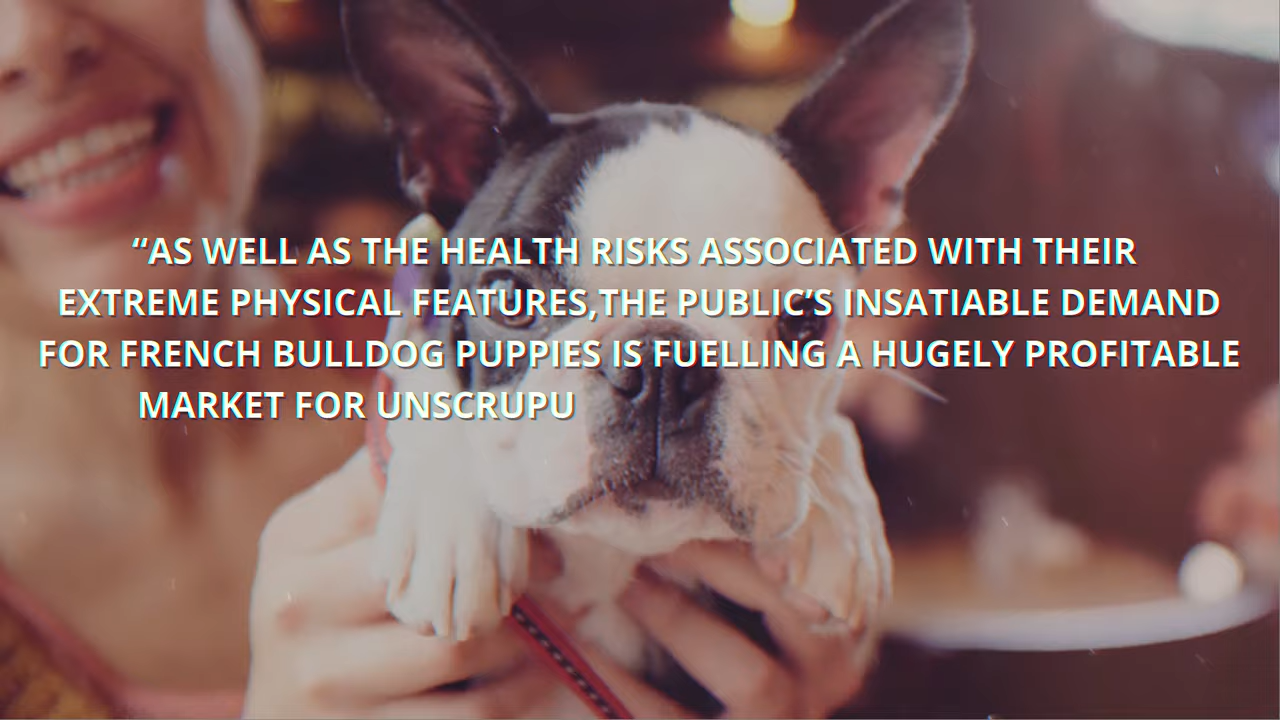 “AS WELL AS THE HEALTH RISKS ASSOCIATED WITH THEIR
EXTREME PHYSICAL FEATURES,THE PUBLIC’S INSATIABLE DEMAND
FOR FRENCH BULLDOG PUPPIES IS FUELLING A HUGELY PROFITABLE
MARKET FOR UNSCRUPU